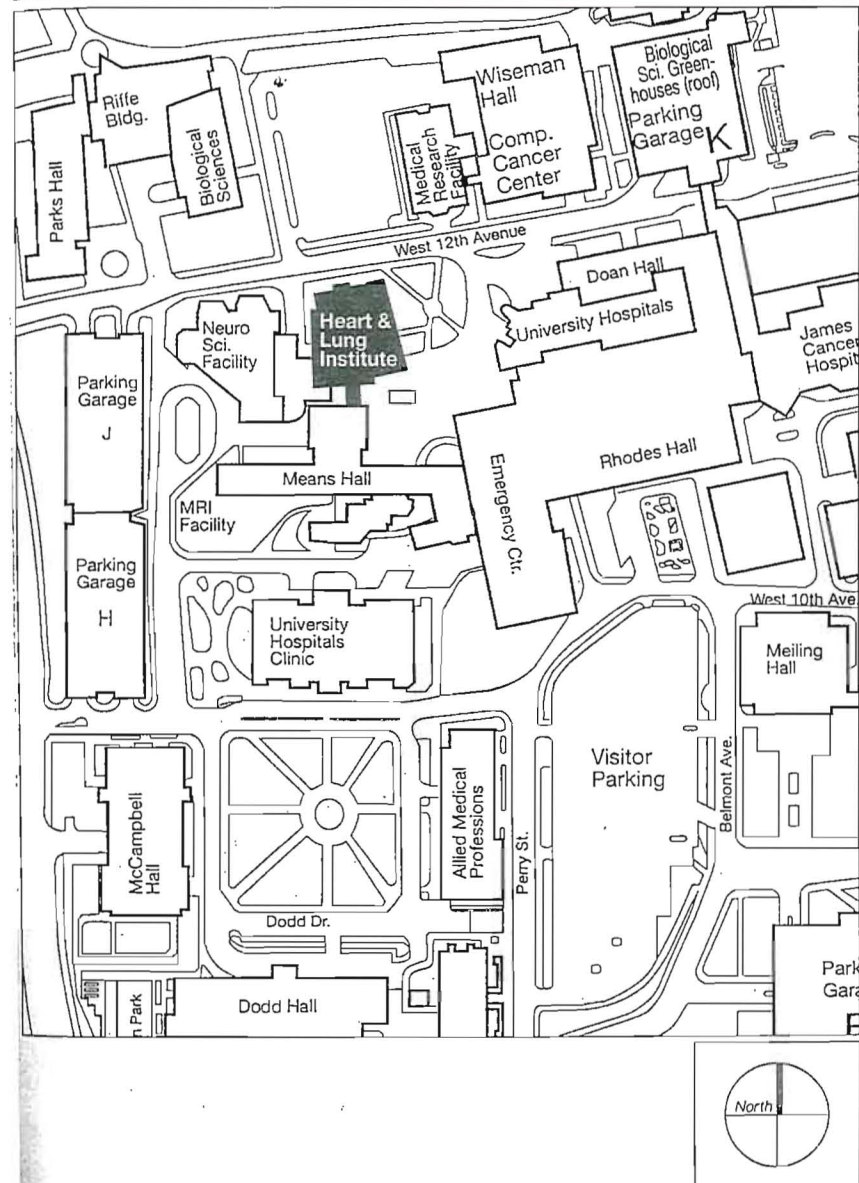 Riffe
Bldg.
Parks Hall
Biological
Sciences
Medical
Research
Facility
Wiseman
Hall
Comp.
Cancer
Center
Biological
Sci. Green-
houses (roof)
Parking
Garage K
West 12th Avenue
Doan Hall
University Hospitals
James
Cancer
Hospit
Neuro
Sci.
Facility
Heart &
Lung
Institute
Parking
Garage
J
Emergency Ctr.
Rhodes Hall
Means Hall
MRI
Facility
Parking
Garage
H
University
Hospitals
Clinic
West 10th Ave
Meiling
Hall
McCampbell
Hall
Allied Medical
Professions
Perry St.
Visitor
Parking
Belmont Ave.
Dodd Dr.
n Park
Dodd Hall
Park
Gara
North